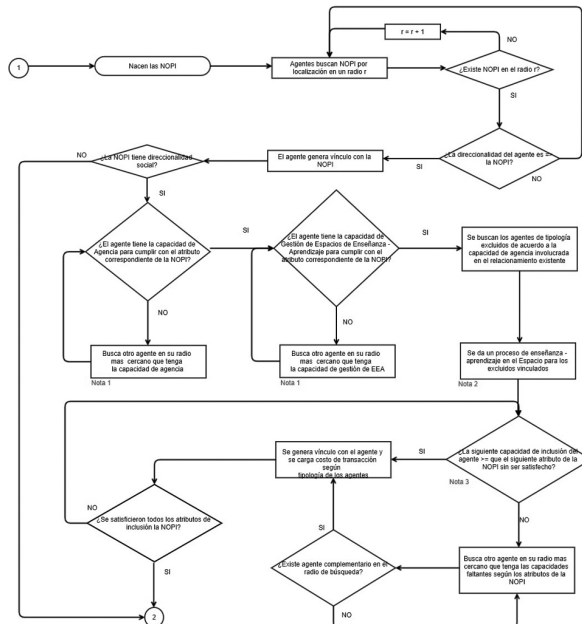 r = r + 1
NO
1
Nacen las NOPI
Agentes buscan NOPI por
localización en un radio r
¿Existe NOPI en el radio r?
SI
NO
¿La NOPI tiene direccionalidad
social?
El agente genera vínculo con la
NOPI
SI
¿La direccionalidad del agente es ==
la NOPI?
NO
SI
¿El agente tiene la capacidad de
Agencia para cumplir con el atributo
correspondiente de la NOPI?
SI
¿El agente tiene la capacidad de
Gestión de Espacios de Enseñanza -
Aprendizaje para cumplir con el
atributo correspondiente de la NOPI?
SI
Se buscan los agentes de tipología
excluidos de acuerdo a la
capacidad de agencia involucrada
en el relacionamiento existente
NO
NO
Busca otro agente en su radio
mas cercano que tenga
la capacidad de agencia
Nota 1
Busca otro agente en su radio
mas cercano que tenga
la capacidad de gestión de EEA
Nota 1
Se da un proceso de enseñanza -
aprendizaje en el Espacio para los
excluidos vinculados
Nota 2
Se genera vínculo con el agente y
se carga costo de transacción
según
tipología de los agentes
SI
¿La siguiente capacidad de inclusión del
agente >= que el siguiente atributo de la
NOPI sin ser satisfecho?
Nota 3
NO
¿Se satisficieron todos los atributos de
inclusión la NOPI?
SI
NO
¿Existe agente complementario en el
radio de búsqueda?
Busca otro agente en su radio mas
cercano que tenga las capacidades
faltantes según los atributos de la
NOPI
SI
2
NO